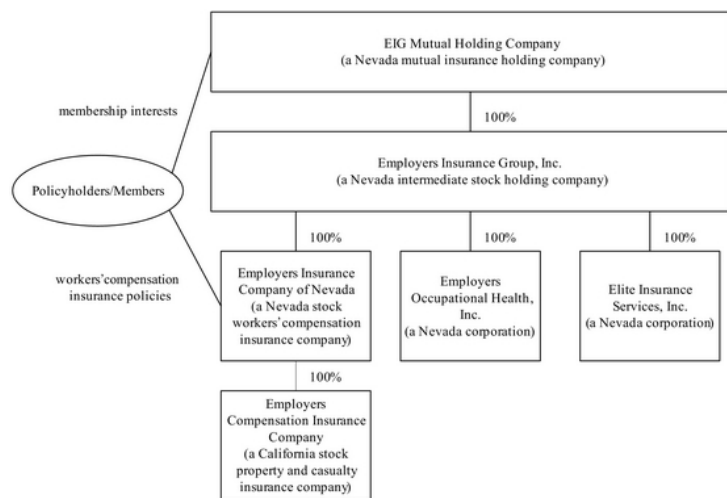 EIG Mutual Holding Company
(a Nevada mutual insurance holding company)
membership interests
100%
Employers Insurance Group, Inc.
(a Nevada intermediate stock holding company)
Policyholders/Members
100%
100%
100%
workers'compensation
insurance policies
Employers Insurance
Company of Nevada
(a Nevada stock
workers'compensation
insurance company)
Employers
Occupational Health,
Inc.
(a Nevada corporation)
Elite Insurance
Services, Inc.
(a Nevada corporation)
100%
Employers
Compensation Insurance
Company
(a California stock
property and casualty
insurance company)